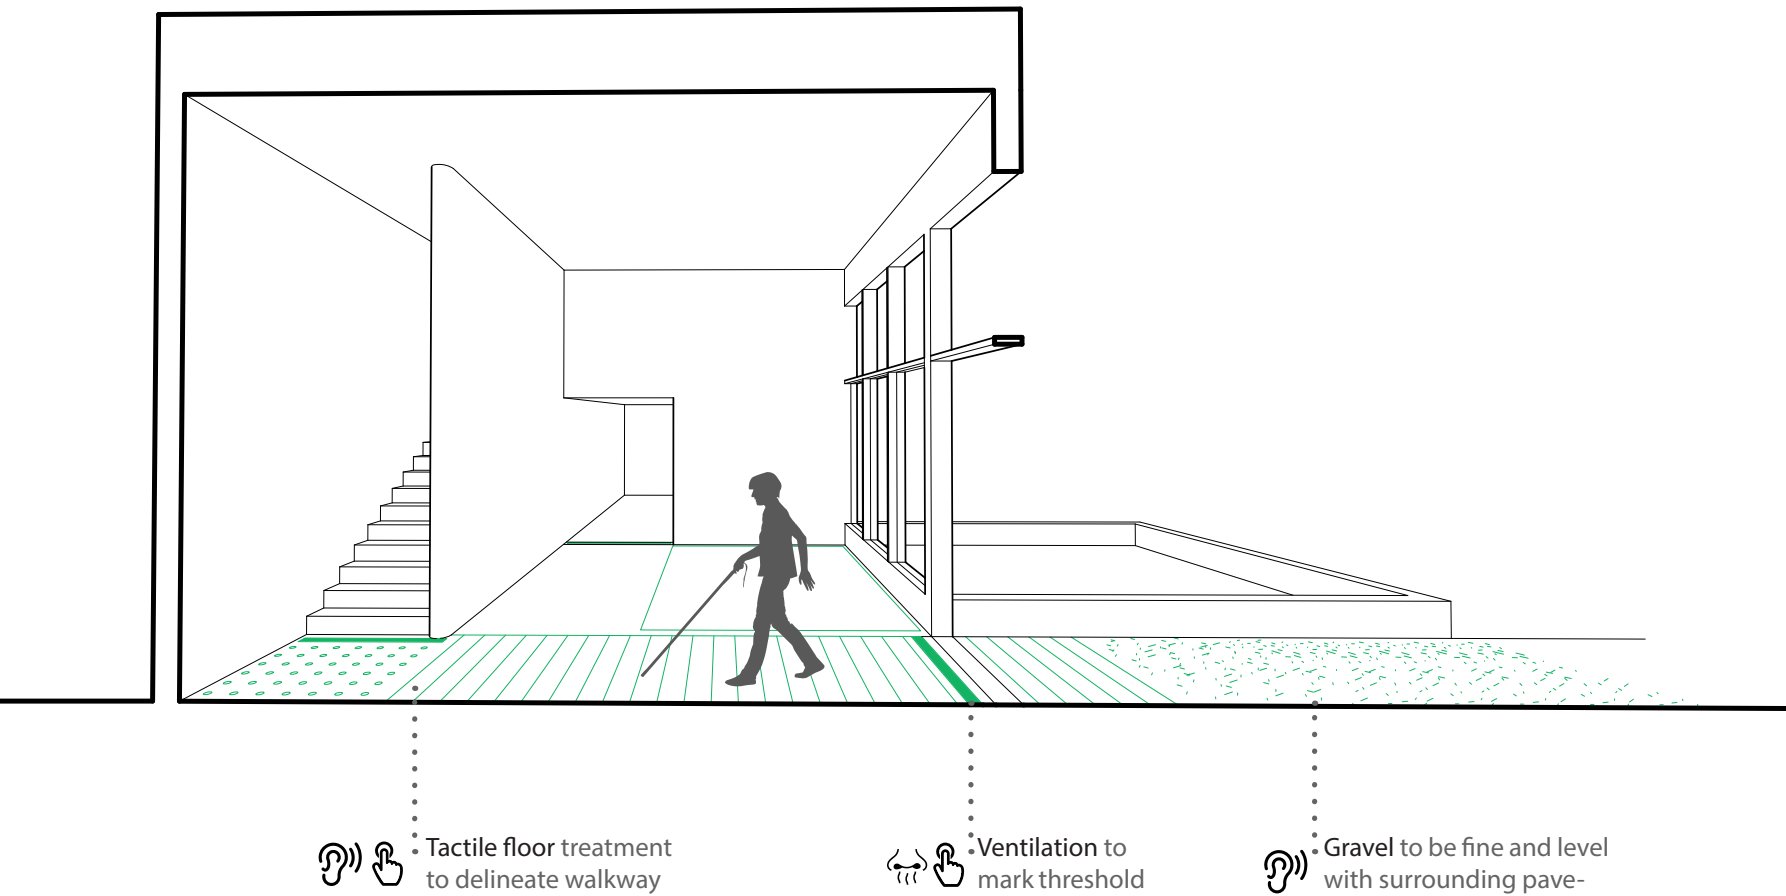 Tactile floor treatment
to delineate walkway
Ventilation to
mark threshold
Gravel to be fine and level
with surrounding pave-